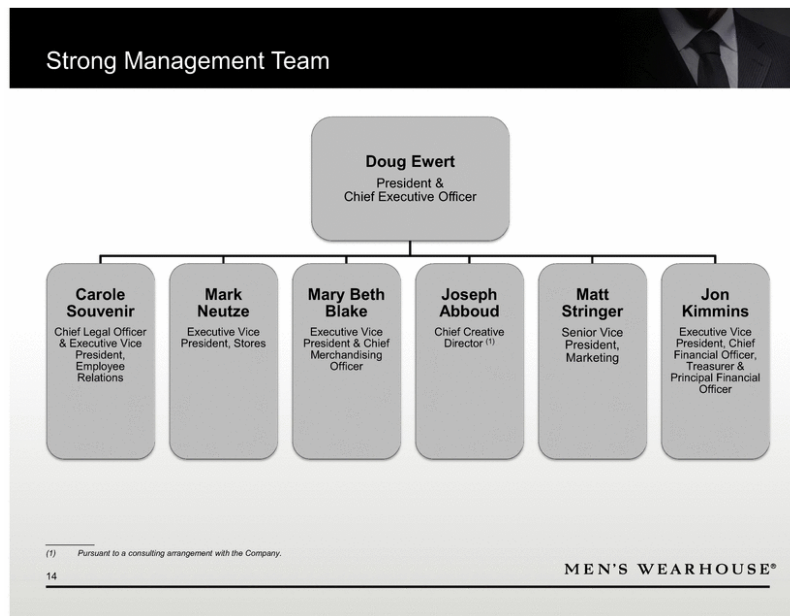 Strong Management Team
Doug Ewert
President &
Chief Executive Officer
Carole
Souvenir
Chief Legal Officer
& Executive Vice
President,
Employee
Relations
Mark
Neutze
Executive Vice
President, Stores
Mary Beth
Blake
Executive Vice
President & Chief
Merchandising
Officer
Joseph
Abboud
Chief Creative
Director (1)
Matt
Stringer
Senior Vice
President,
Marketing
Jon
Kimmins
Executive Vice
President, Chief
Financial Officer,
Treasurer &
Principal Financial
Officer
(1) Pursuant to a consulting arrangement with the Company.
14
MEN'S WEARHOUSE®